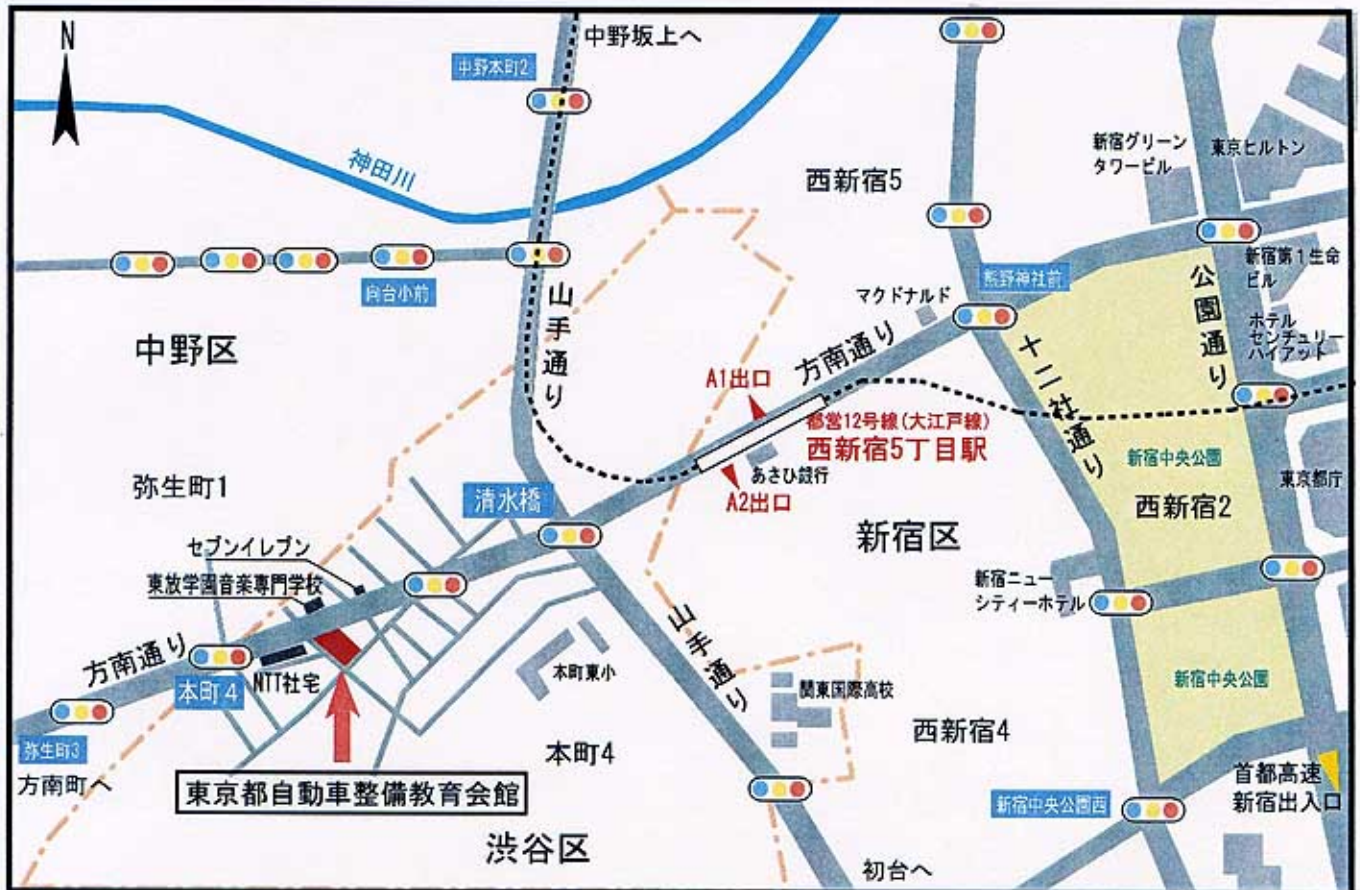 N
中野坂上へ
中野本町2
神田川
新宿グリーン
タワービル
東京ヒルトン
西新宿5
向台小前
山手通り
熊野神社前
公園通り
新宿第1生命
ビル
マクドナルド
ホテル
センチュリー
ハイアット
中野区
方南通り
十二社通り
A1出口
都営12号線(大江戸線)
西新宿5丁目駅
あさひ銀行
A2出口
新宿中央公園
西新宿2
東京都庁
弥生町1
清水橋
新宿区
セブンイレブン
東放学園音楽専門学校
新宿ニュー
シティーホテル
方南通り
本町4
NTT社宅
本町東小
山手通り
関東国際高校
新宿中央公園
弥生町3
方南町へ
本町4
西新宿4
東京都自動車整備教育会館
新宿中央公園西
首都高速
新宿出入口
渋谷区
初台へ